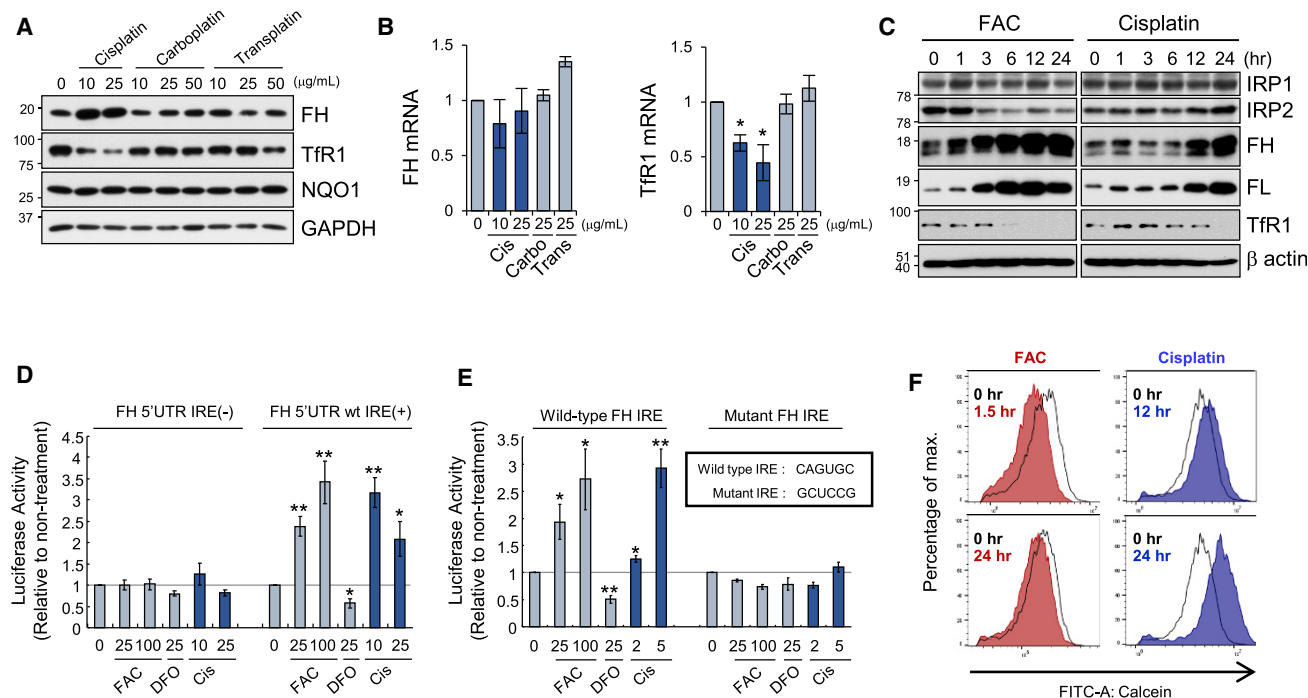 A
Cisplatin
Carboplatin
Transplatin
0 10 25 10 25 50 10 25 50 (μg/mL)
20 FH
100
75 TfR1
25 NQO1
37 GAPDH
B
FH mRNA
1.5
1
0.5
0
0 10 25 25 25 (μg/mL)
Cis Carbo Trans
TfR1 mRNA
1.5
1.0
0.5
0
* *
0 10 25 25 25 (μg/mL)
Cis Carbo Trans
C
FAC Cisplatin
0 1 3 6 12 24 0 1 3 6 12 24 (hr)
78 IRP1
78 IRP2
18 FH
19 FL
100 TfR1
51
40 β actin
D
FH 5'UTR IRE(-) FH 5'UTR wt IRE(+)
Luciferase Activity
(Relative to non-treatment)
4.5
4
3.5
3
2.5
2
1.5
1
0.5
0
** ** * ** *
0 25 100 25 10 25 0 25 100 25 10 25
FAC DFO Cis FAC DFO Cis
E
Wild-type FH IRE Mutant FH IRE
Luciferase Activity
(Relative to non-treatment)
3.5
3
2.5
2
1.5
1
0.5
0
* * ** * **
Wild type IRE : CAGUGC
Mutant IRE : GCUCCG
0 25 100 25 2 5 0 25 100 25 2 5
FAC DFO Cis FAC DFO Cis
F
FAC Cisplatin
Percentage of max.
0 hr
1.5 hr
0 hr
12 hr
0 hr
24 hr
0 hr
24 hr
FITC-A: Calcein